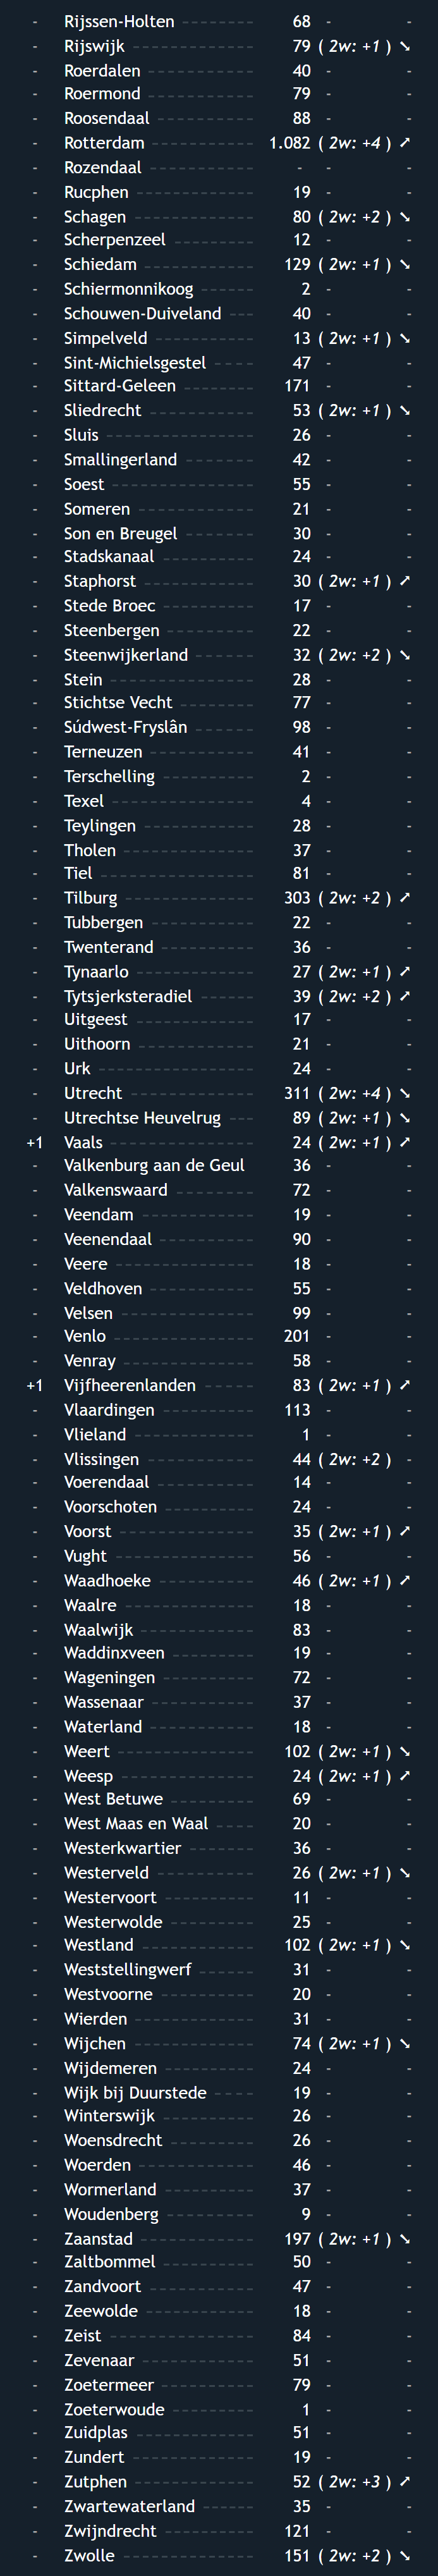 - Rijssen-Holten 68 - -
- Rijswijk 79 ( 2w: +1 ) ➘
- Roerdalen 40 - -
- Roermond 79 - -
- Roosendaal 88 - -
- Rotterdam 1.082 ( 2w: +4 ) ➚
- Rozendaal - - -
- Rucphen 19 - -
- Schagen 80 ( 2w: +2 ) ➘
- Scherpenzeel 12 - -
- Schiedam 129 ( 2w: +1 ) ➘
- Schiermonnikoog 2 - -
- Schouwen-Duiveland 40 - -
- Simpelveld 13 ( 2w: +1 ) ➘
- Sint-Michielsgestel 47 - -
- Sittard-Geleen 171 - -
- Sliedrecht 53 ( 2w: +1 ) ➘
- Sluis 26 - -
- Smallingerland 42 - -
- Soest 55 - -
- Someren 21 - -
- Son en Breugel 30 - -
- Stadskanaal 24 - -
- Staphorst 30 ( 2w: +1 ) ➚
- Stede Broec 17 - -
- Steenbergen 22 - -
- Steenwijkerland 32 ( 2w: +2 ) ➘
- Stein 28 - -
- Stichtse Vecht 77 - -
- Súdwest-Fryslân 98 - -
- Terneuzen 41 - -
- Terschelling 2 - -
- Texel 4 - -
- Teylingen 28 - -
- Tholen 37 - -
- Tiel 81 - -
- Tilburg 303 ( 2w: +2 ) ➚
- Tubbergen 22 - -
- Twenterand 36 - -
- Tynaarlo 27 ( 2w: +1 ) ➚
- Tytsjerksteradiel 39 ( 2w: +2 ) ➚
- Uitgeest 17 - -
- Uithoorn 21 - -
- Urk 24 - -
- Utrecht 311 ( 2w: +4 ) ➘
- Utrechtse Heuvelrug 89 ( 2w: +1 ) ➘
+1 Vaals 24 ( 2w: +1 ) ➚
- Valkenburg aan de Geul 36 - -
- Valkenswaard 72 - -
- Veendam 19 - -
- Veenendaal 90 - -
- Veere 18 - -
- Veldhoven 55 - -
- Velsen 99 - -
- Venlo 201 - -
- Venray 58 - -
+1 Vijfheerenlanden 83 ( 2w: +1 ) ➚
- Vlaardingen 113 - -
- Vlieland 1 - -
- Vlissingen 44 ( 2w: +2 ) -
- Voerendaal 14 - -
- Voorschoten 24 - -
- Voorst 35 ( 2w: +1 ) ➚
- Vught 56 - -
- Waadhoeke 46 ( 2w: +1 ) ➚
- Waalre 18 - -
- Waalwijk 83 - -
- Waddinxveen 19 - -
- Wageningen 72 - -
- Wassenaar 37 - -
- Waterland 18 - -
- Weert 102 ( 2w: +1 ) ➘
- Weesp 24 ( 2w: +1 ) ➚
- West Betuwe 69 - -
- West Maas en Waal 20 - -
- Westerkwartier 36 - -
- Westerveld 26 ( 2w: +1 ) ➘
- Westervoort 11 - -
- Westerwolde 25 - -
- Westland 102 ( 2w: +1 ) ➘
- Weststellingwerf 31 - -
- Westvoorne 20 - -
- Wierden 31 - -
- Wijchen 74 ( 2w: +1 ) ➘
- Wijdemeren 24 - -
- Wijk bij Duurstede 19 - -
- Winterswijk 26 - -
- Woensdrecht 26 - -
- Woerden 46 - -
- Wormerland 37 - -
- Woudenberg 9 - -
- Zaanstad 197 ( 2w: +1 ) ➘
- Zaltbommel 50 - -
- Zandvoort 47 - -
- Zeewolde 18 - -
- Zeist 84 - -
- Zevenaar 51 - -
- Zoetermeer 79 - -
- Zoeterwoude 1 - -
- Zuidplas 51 - -
- Zundert 19 - -
- Zutphen 52 ( 2w: +3 ) ➚
- Zwartewaterland 35 - -
- Zwijndrecht 121 - -
- Zwolle 151 ( 2w: +2 ) ➘